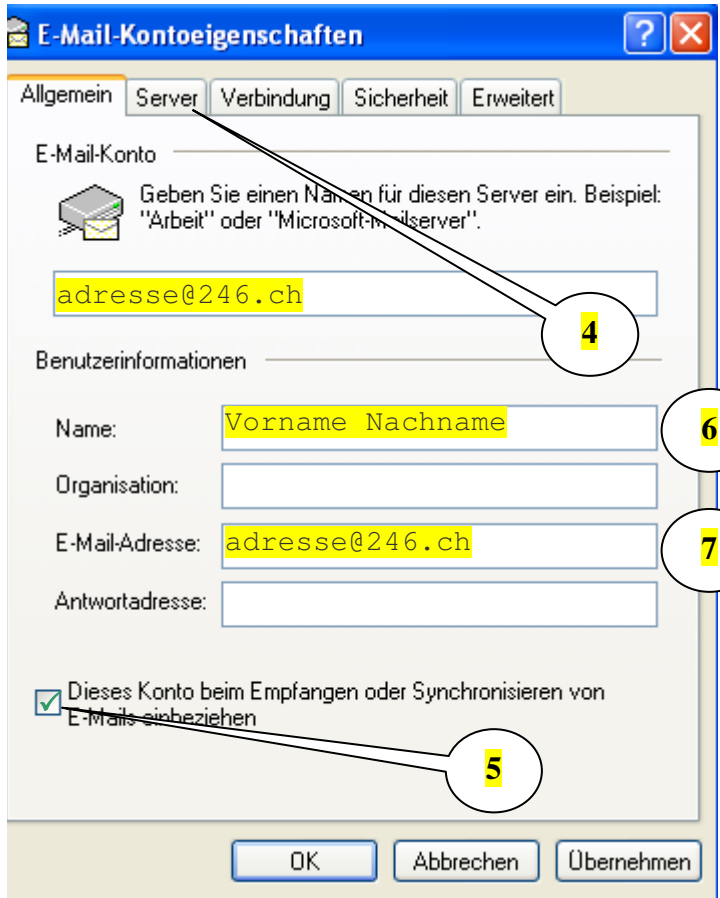 E-Mail-Kontoeigenschaften
Allgemein Server Verbindung Sicherheit Erweitert
E-Mail-Konto
Geben Sie einen Namen für diesen Server ein. Beispiel:
"Arbeit" oder "Microsoft-Mailserver".
adresse@246.ch
4
Benutzerinformationen
Name: Vorname Nachname
6
Organisation:
E-Mail-Adresse: adresse@246.ch
7
Antwortadresse:
Dieses Konto beim Empfangen oder Synchronisieren von
E-Mails einbeziehen
5
OK Abbrechen Übernehmen